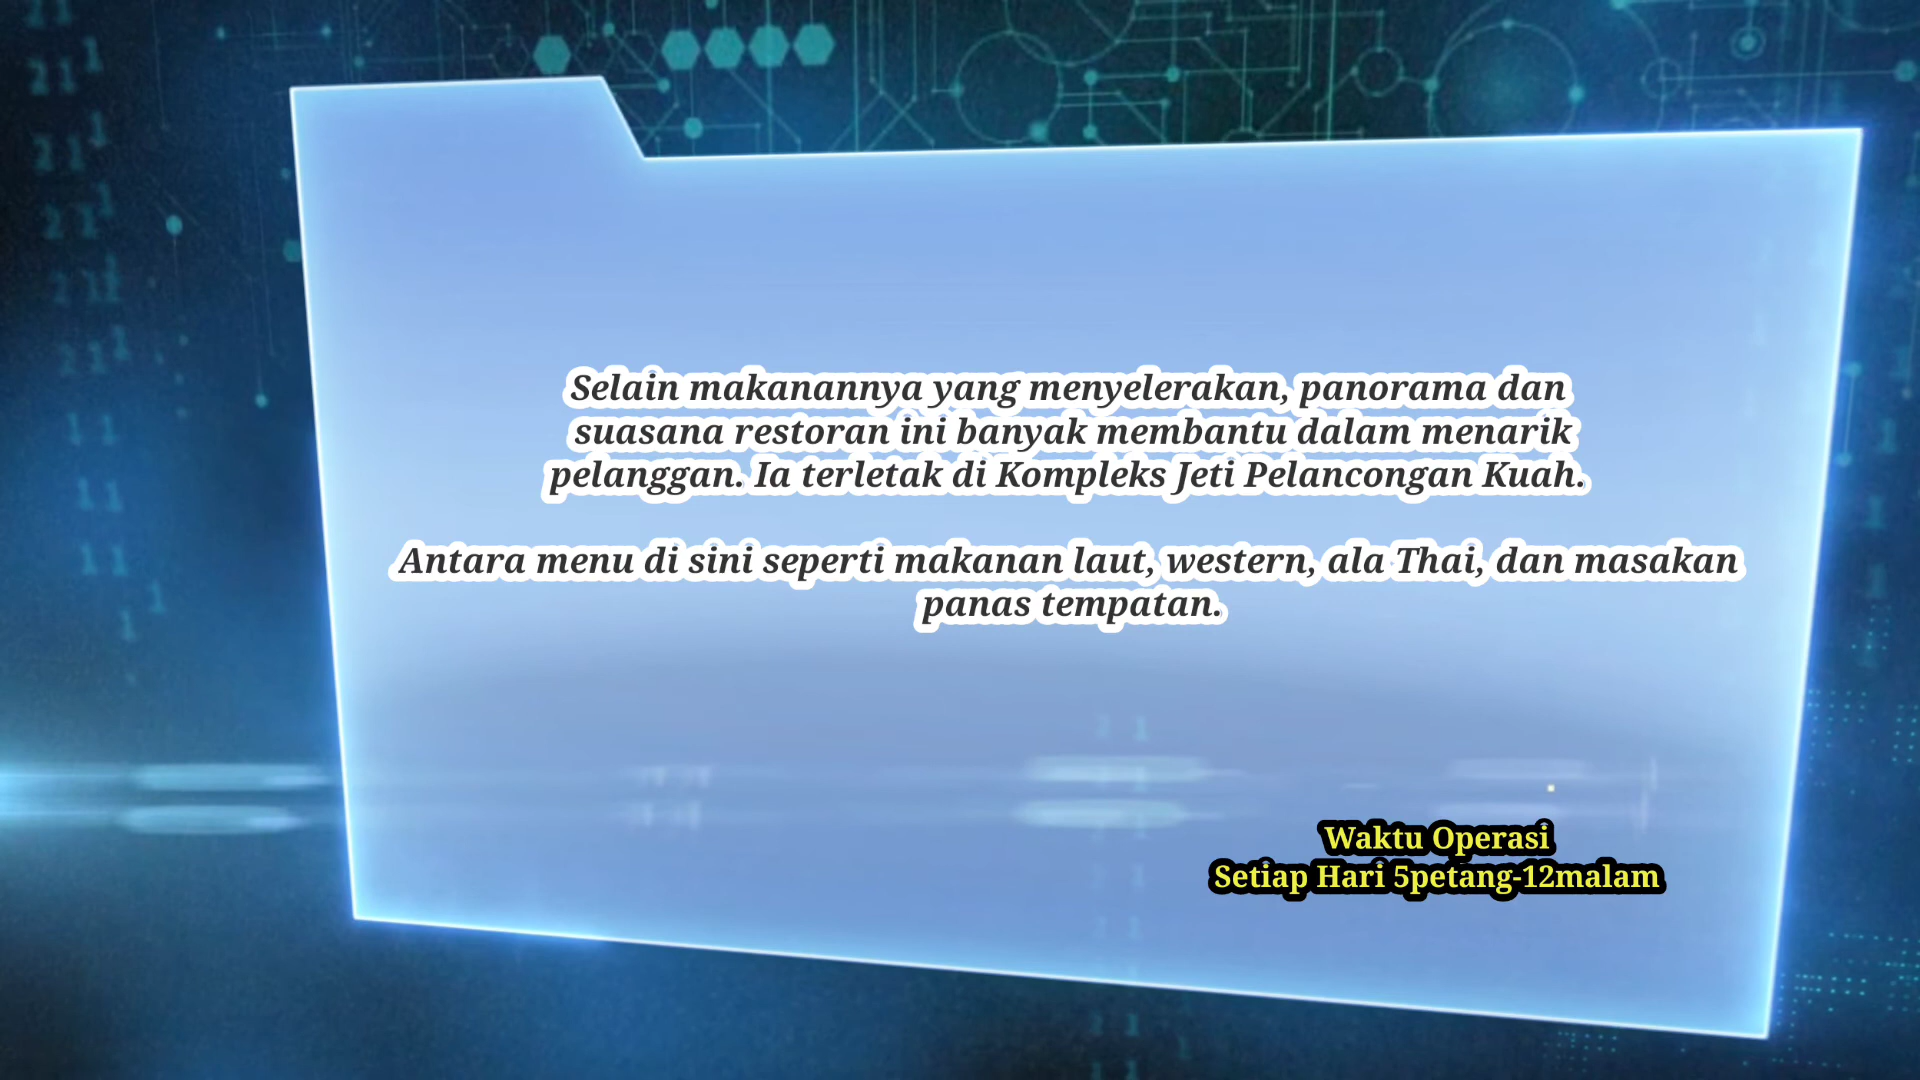 Selain makanannya yang menyelerakan, panorama dan
suasana restoran ini banyak membantu dalam menarik
pelanggan. Ia terletak di Kompleks Jeti Pelancongan Kuah.
Antara menu di sini seperti makanan laut, western, ala Thai, dan masakan
panas tempatan.
Waktu Operasi
Setiap Hari 5petang-12malam